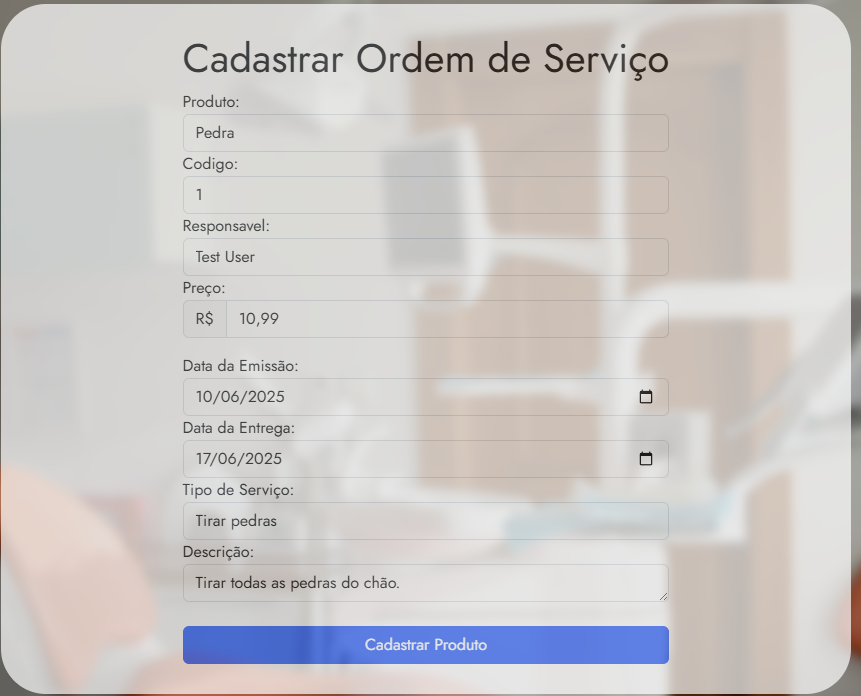 Cadastrar Ordem de Serviço
Produto:
Pedra
Codigo:
1
Responsavel:
Test User
Preço:
R$ 10,99
Data da Emissão:
10/06/2025
Data da Entrega:
17/06/2025
Tipo de Serviço:
Tirar pedras
Descrição:
Tirar todas as pedras do chão.
Cadastrar Produto